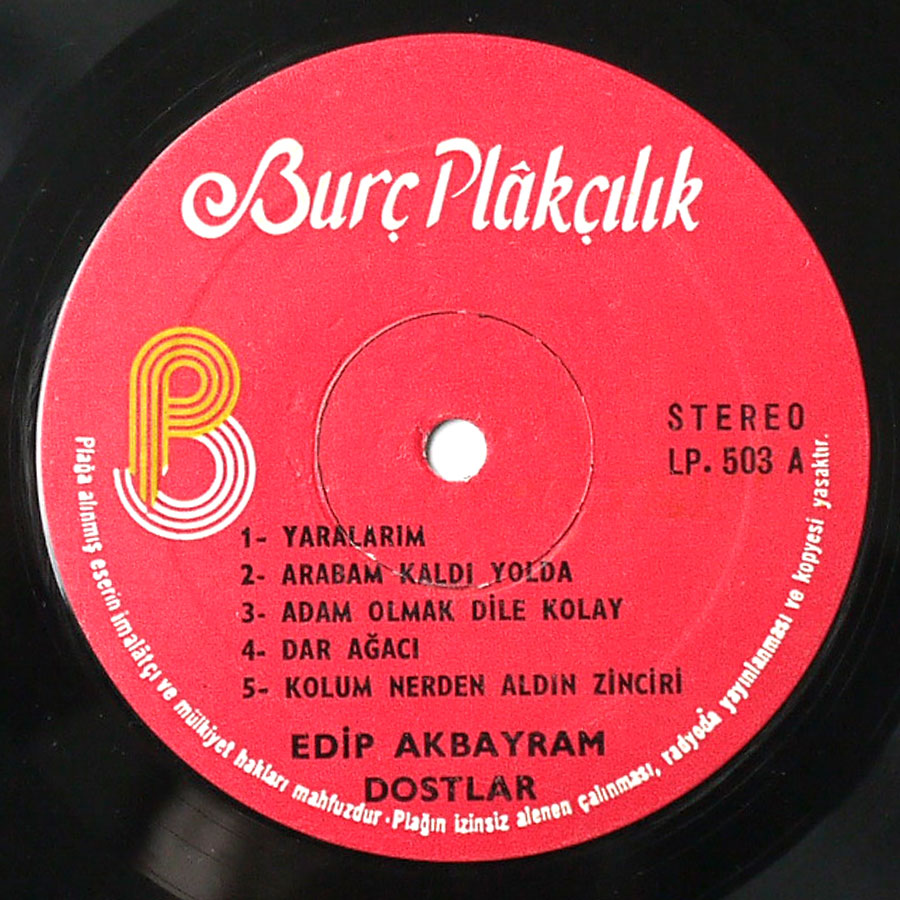 Burç Plâkçılık
STEREO
LP. 503 A
1- YARALARIM
2- ARABAM KALDI YOLDA
3- ADAM OLMAK DİLE KOLAY
4- DAR AĞACI
5- KOLUM NERDEN ALDIN ZİNCİRİ
EDİP AKBAYRAM
DOSTLAR
Plağa alınmış eserin imalâtçı ve mülkiyet hakları mahfuzdur · Plağın izinsiz alenen çalınması, radyoda yayınlanması ve kopyesi yasaktır.